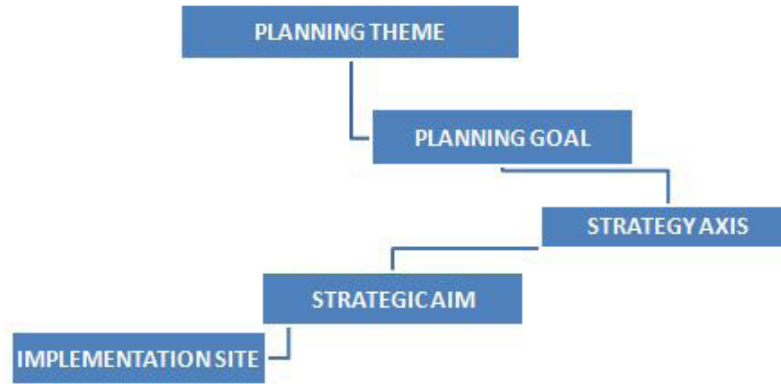 PLANNING THEME
PLANNING GOAL
STRATEGY AXIS
STRATEGIC AIM
IMPLEMENTATION SITE